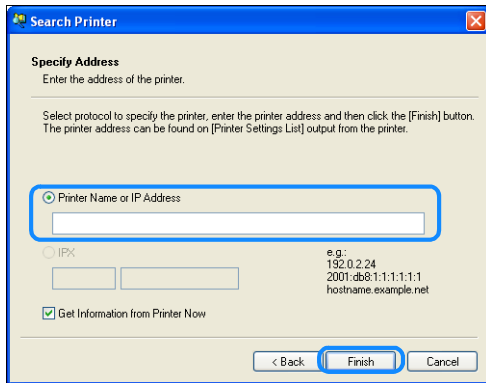 Search Printer
Specify Address
Enter the address of the printer.
Select protocol to specify the printer, enter the printer address and then click the [Finish] button.
The printer address can be found on [Printer Settings List] output from the printer.
Printer Name or IP Address
IPX
e.g.:
192.0.2.24
2001:db8:1:1:1:1:1:1
hostname.example.net
Get Information from Printer Now
< Back
Finish
Cancel